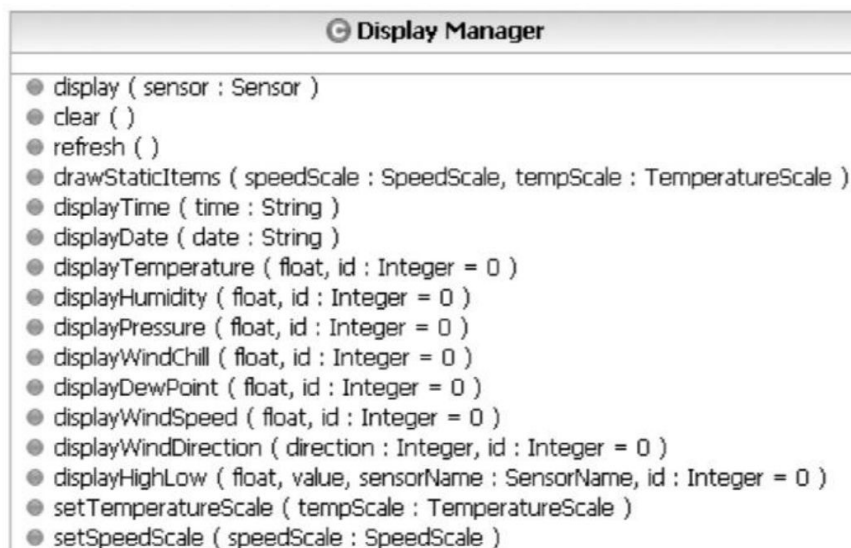 C Display Manager
display ( sensor : Sensor )
clear ( )
refresh ( )
drawStaticItems ( speedScale : SpeedScale, tempScale : TemperatureScale )
displayTime ( time : String )
displayDate ( date : String )
displayTemperature ( float, id : Integer = 0 )
displayHumidity ( float, id : Integer = 0 )
displayPressure ( float, id : Integer = 0 )
displayWindChill ( float, id : Integer = 0 )
displayDewPoint ( float, id : Integer = 0 )
displayWindSpeed ( float, id : Integer = 0 )
displayWindDirection ( direction : Integer, id : Integer = 0 )
displayHighLow ( float, value, sensorName : SensorName, id : Integer = 0 )
setTemperatureScale ( tempScale : TemperatureScale )
setSpeedScale ( speedScale : SpeedScale )